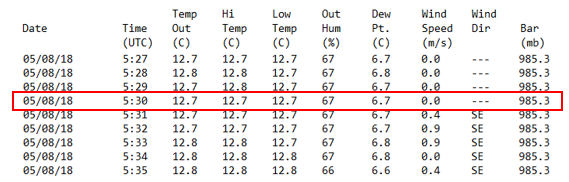 Temp Hi Low Out Dew Wind Wind
Date Time Out Temp Temp Hum Pt. Speed Dir Bar
(UTC) (C) (C) (C) (%) (C) (m/s) (mb)
05/08/18 5:27 12.7 12.7 12.7 67 6.7 0.0 --- 985.3
05/08/18 5:28 12.8 12.8 12.7 67 6.8 0.0 --- 985.3
05/08/18 5:29 12.7 12.8 12.7 67 6.7 0.0 --- 985.3
05/08/18 5:30 12.7 12.7 12.7 67 6.7 0.0 --- 985.3
05/08/18 5:31 12.7 12.7 12.7 67 6.7 0.4 SE 985.3
05/08/18 5:32 12.7 12.7 12.7 67 6.7 0.9 SE 985.3
05/08/18 5:33 12.8 12.8 12.7 67 6.8 0.9 SE 985.3
05/08/18 5:34 12.8 12.8 12.8 67 6.8 0.0 SE 985.3
05/08/18 5:35 12.8 12.8 12.8 66 6.6 0.4 SE 985.3